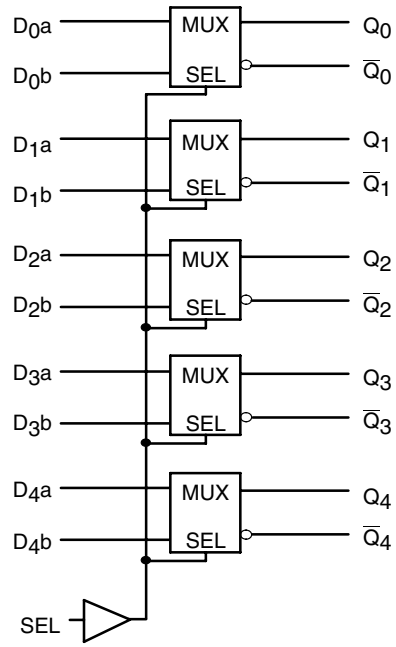 D0a MUX Q0
D0b SEL Q̅0
D1a MUX Q1
D1b SEL Q̅1
D2a MUX Q2
D2b SEL Q̅2
D3a MUX Q3
D3b SEL Q̅3
D4a MUX Q4
D4b SEL Q̅4
SEL